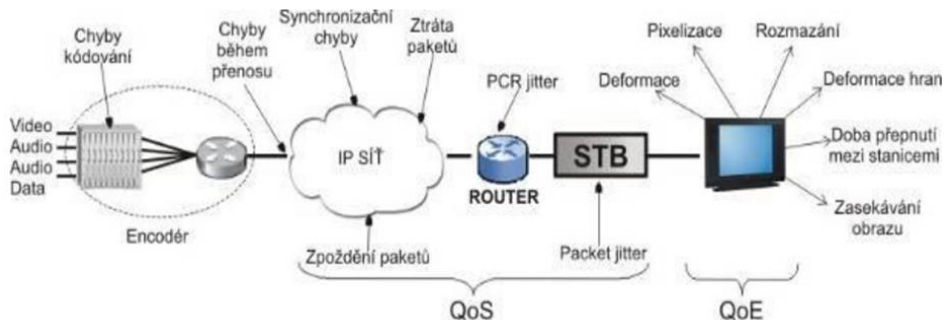 Chyby
kódování
Chyby
během
přenosu
Synchronizační
chyby
Ztráta
paketů
PCR jitter
Pixelizace
Rozmazání
Deformace
Deformace hran
Video
Audio
Audio
Data
IP SÍŤ
ROUTER
STB
Doba přepnutí
mezi stanicemi
Zasekávání
obrazu
Encodér
Zpoždění paketů
Packet jitter
QoS
QoE